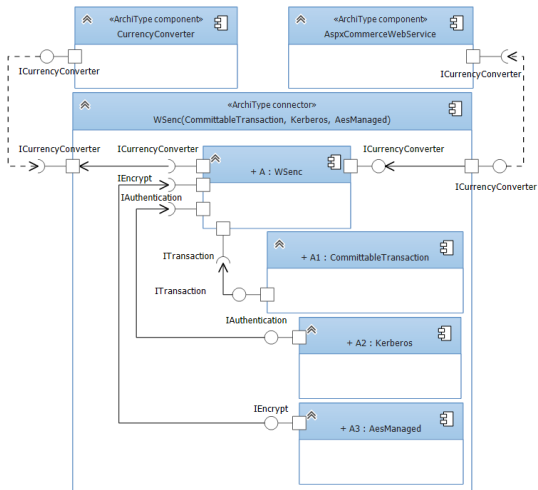 «ArchiType component»
CurrencyConverter
«ArchiType component»
AspxCommerceWebService
ICurrencyConverter
ICurrencyConverter
«ArchiType connector»
WSenc(CommittableTransaction, Kerberos, AesManaged)
ICurrencyConverter
ICurrencyConverter
ICurrencyConverter
+ A : WSenc
IEncrypt
ICurrencyConverter
IAuthentication
ITransaction
+ A1 : CommittableTransaction
ITransaction
IAuthentication
+ A2 : Kerberos
IEncrypt
+ A3 : AesManaged